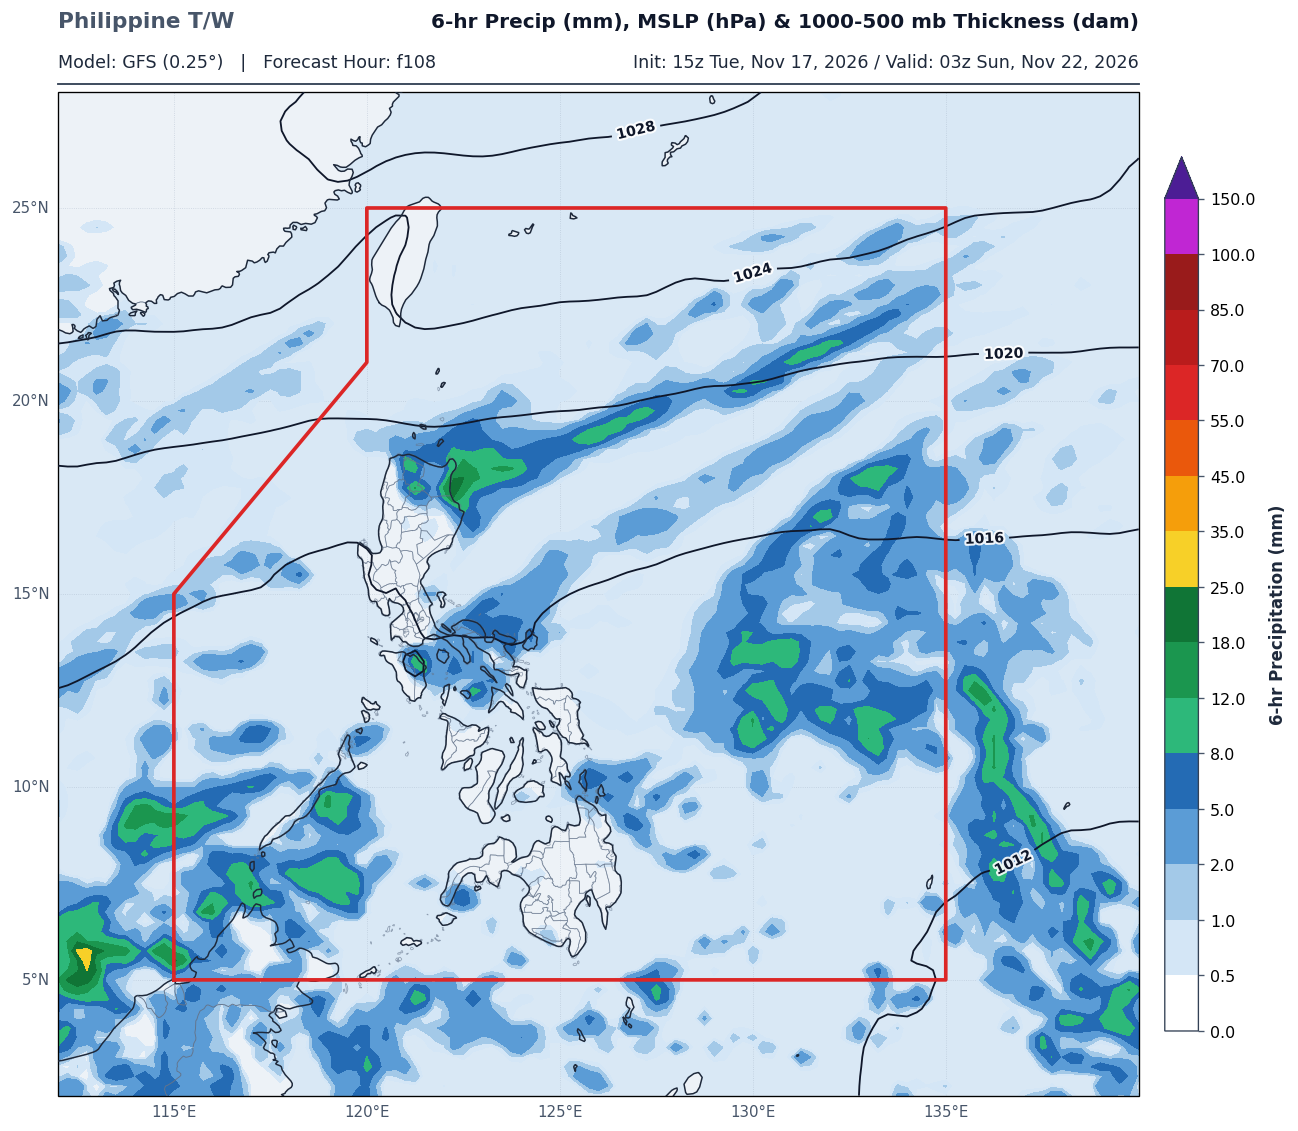 Philippine T/W
6-hr Precip (mm), MSLP (hPa) & 1000-500 mb Thickness (dam)
Model: GFS (0.25°)   |   Forecast Hour: f108
Init: 15z Tue, Nov 17, 2026 / Valid: 03z Sun, Nov 22, 2026
1028
1024
1020
1016
1012
25°N
20°N
15°N
10°N
5°N
115°E
120°E
125°E
130°E
135°E
150.0
100.0
85.0
70.0
55.0
45.0
35.0
25.0
18.0
12.0
8.0
5.0
2.0
1.0
0.5
0.0
6-hr Precipitation (mm)